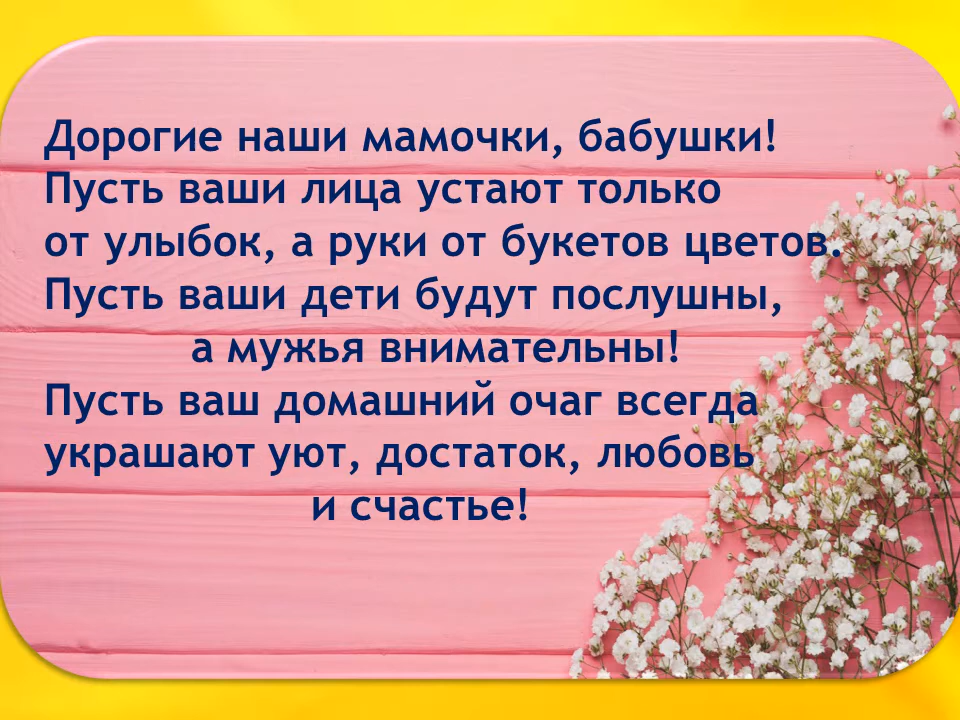 Дорогие наши мамочки, бабушки!
Пусть ваши лица устают только
от улыбок, а руки от букетов цветов.
Пусть ваши дети будут послушны,
а мужья внимательны!
Пусть ваш домашний очаг всегда
украшают уют, достаток, любовь
и счастье!